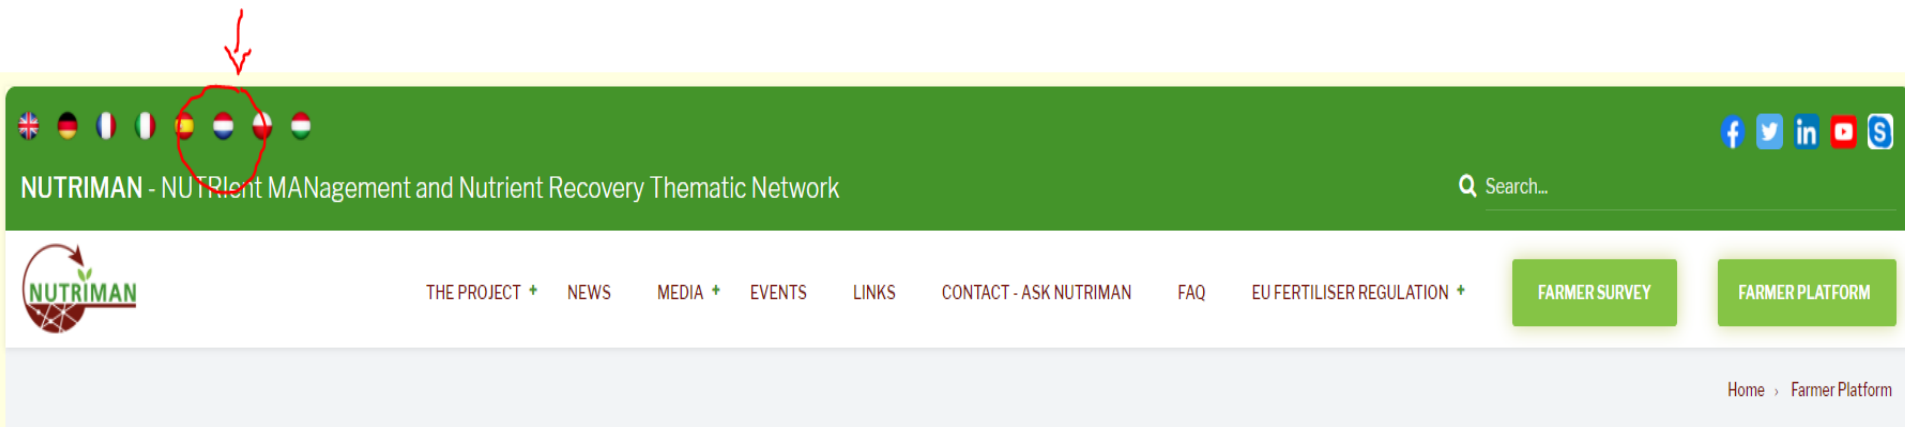 NUTRIMAN - NUTRIent MANagement and Nutrient Recovery Thematic Network
Search...
NUTRIMAN
THE PROJECT + NEWS MEDIA + EVENTS LINKS CONTACT - ASK NUTRIMAN FAQ EU FERTILISER REGULATION + FARMER SURVEY FARMER PLATFORM
Home › Farmer Platform